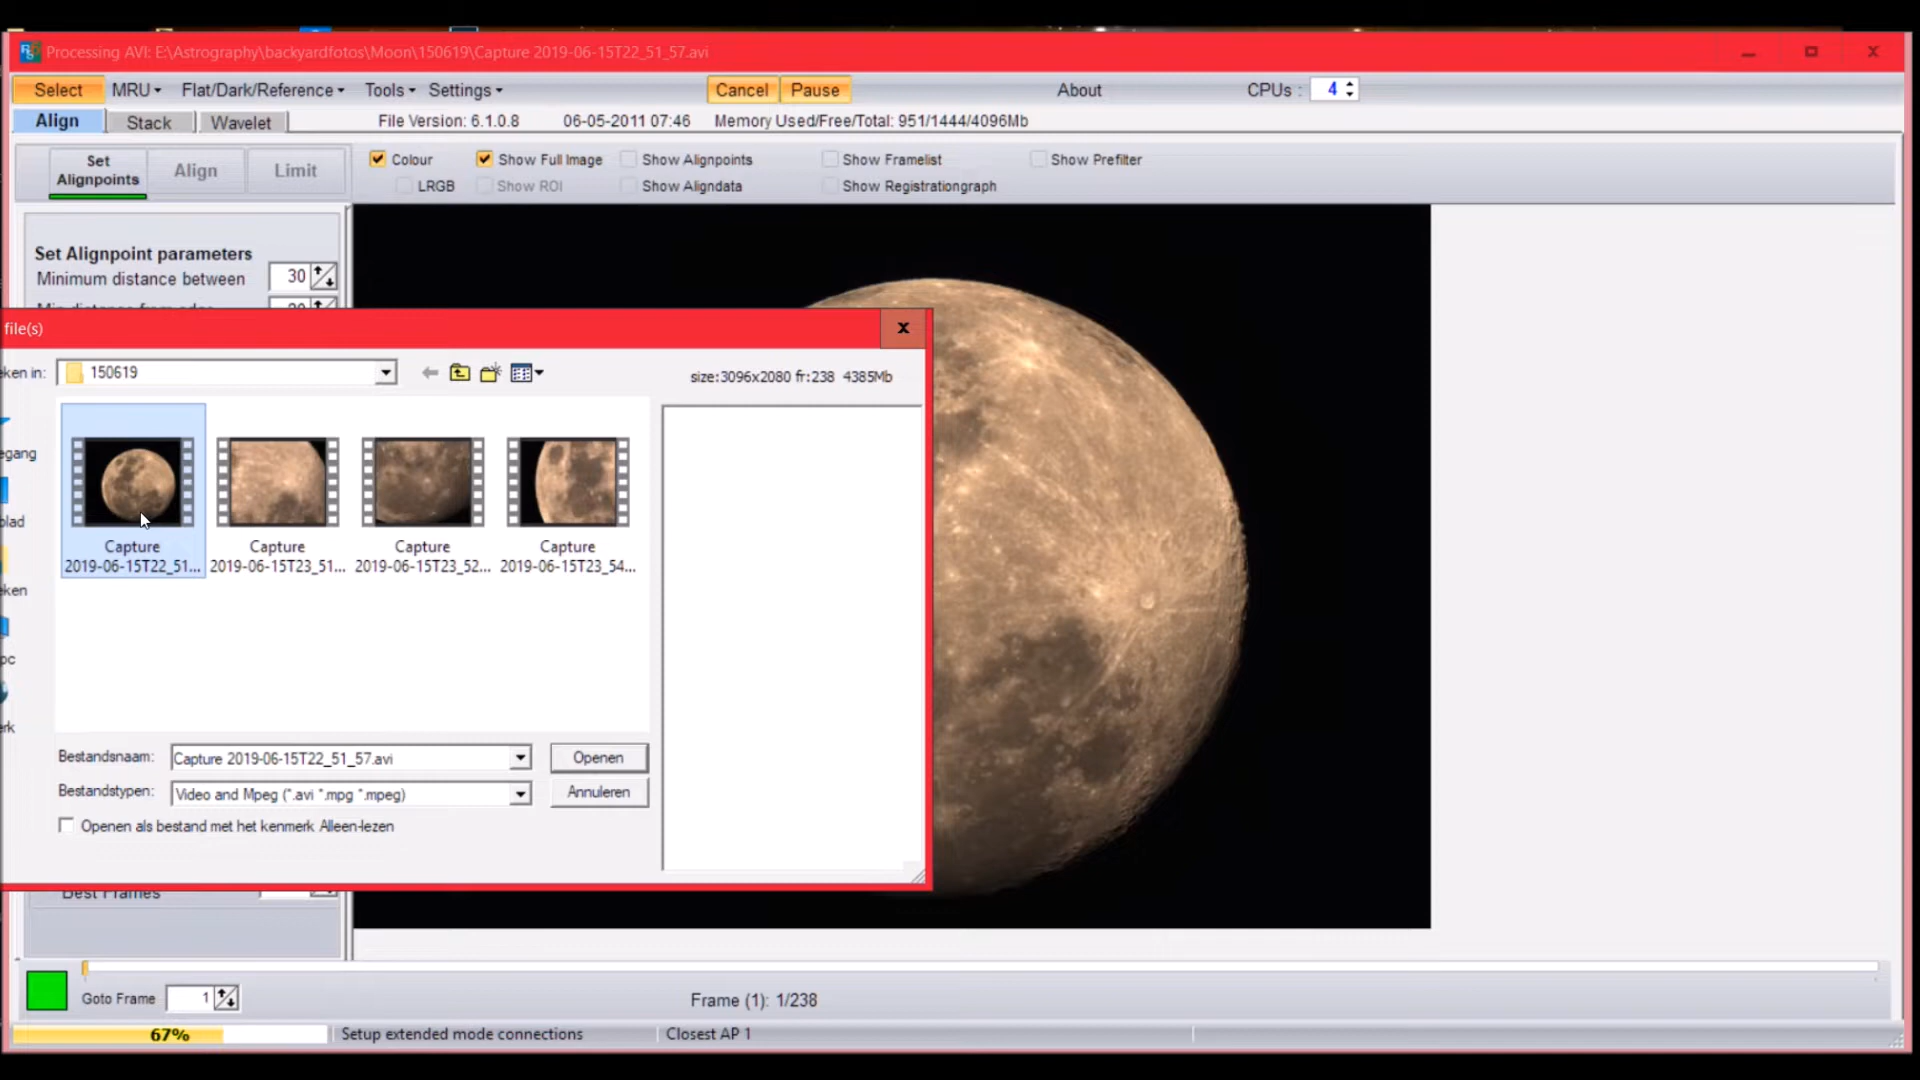 Processing AVI: E:\Astrography\backyardfotos\Moon\150619\Capture 2019-06-15T22_51_57.avi
Select MRU Flat/Dark/Reference Tools Settings Cancel Pause About CPUs : 4
Align Stack Wavelet File Version: 6.1.0.8 06-05-2011 07:46 Memory Used/Free/Total: 951/1444/4096Mb
Set Alignpoints Align Limit
Colour Show Full Image Show Alignpoints Show Framelist Show Prefilter
LRGB Show ROI Show Aligndata Show Registrationgraph
Set Alignpoint parameters
Minimum distance between 30
file(s) x
ken in: 150619 size:3096x2080 fr:238 4385Mb
egang
Capture
2019-06-15T22_51...
Capture
2019-06-15T23_51...
Capture
2019-06-15T23_52...
Capture
2019-06-15T23_54...
lad
eken
pc
rk
Bestandsnaam: Capture 2019-06-15T22_51_57.avi Openen
Bestandstypen: Video and Mpeg (*.avi *.mpg *.mpeg) Annuleren
Openen als bestand met het kenmerk Alleen-lezen
Best Frames
Goto Frame 1 Frame (1): 1/238
67% Setup extended mode connections Closest AP 1